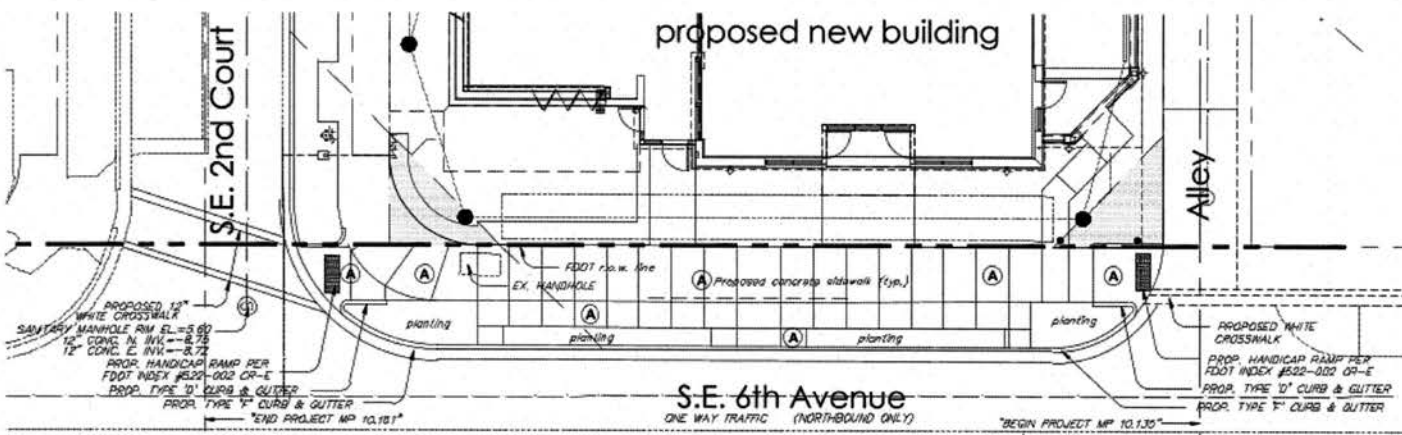 proposed new building
S.E. 2nd Court
Alley
FDOT r.o.w. line
EX. HANDHOLE
A
A
A Proposed concrete sidewalk (typ.)
A
A
A
A
planting
planting
planting
planting
PROPOSED 12"
WHITE CROSSWALK
SANITARY MANHOLE RIM EL.=5.60
12" CONC. N. INV.=-8.75
12" CONC. E. INV.=-8.72
PROP. HANDICAP RAMP PER
FDOT INDEX #522-002 CR-E
PROP. TYPE 'D' CURB & GUTTER
PROP. TYPE 'F' CURB & GUTTER
PROPOSED WHITE
CROSSWALK
PROP. HANDICAP RAMP PER
FDOT INDEX #522-002 CR-E
PROP. TYPE 'D' CURB & GUTTER
PROP. TYPE 'F' CURB & GUTTER
S.E. 6th Avenue
ONE WAY TRAFFIC (NORTHBOUND ONLY)
"END PROJECT MP 10.161"
"BEGIN PROJECT MP 10.135"